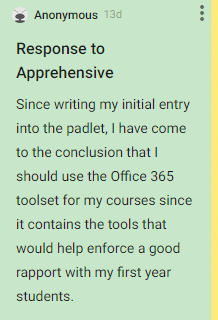 Anonymous 13d
Response to
Apprehensive
Since writing my initial entry
into the padlet, I have come
to the conclusion that I
should use the Office 365
toolset for my courses since
it contains the tools that
would help enforce a good
rapport with my first year
students.